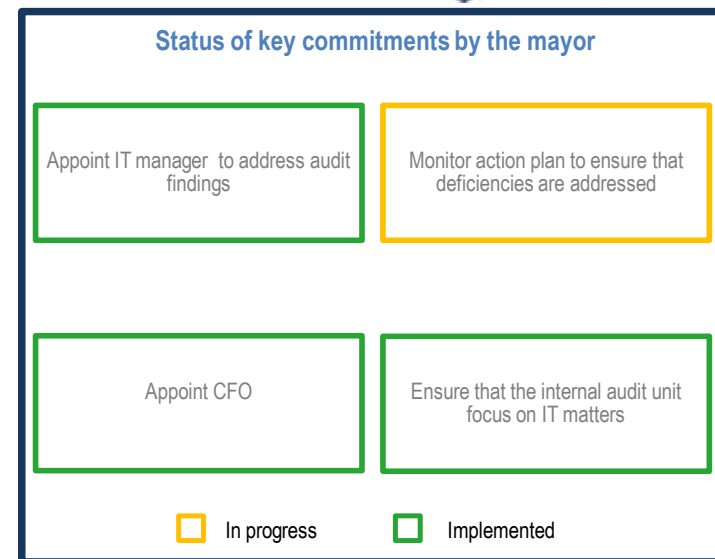 Status of key commitments by the mayor
Appoint IT manager to address audit
findings
Monitor action plan to ensure that
deficiencies are addressed
Appoint CFO
Ensure that the internal audit unit
focus on IT matters
In progress
Implemented